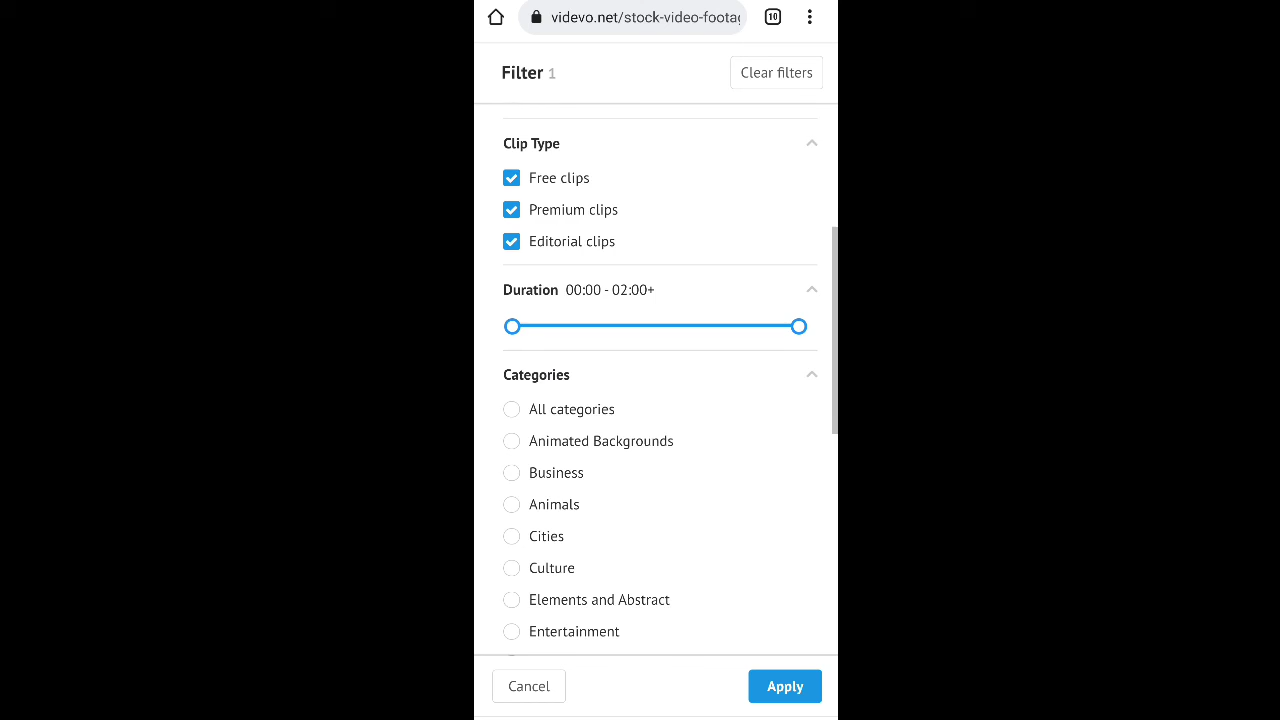 videvo.net/stock-video-footag
10
Filter 1
Clear filters
Clip Type
Free clips
Premium clips
Editorial clips
Duration 00:00 - 02:00+
Categories
All categories
Animated Backgrounds
Business
Animals
Cities
Culture
Elements and Abstract
Entertainment
Cancel
Apply